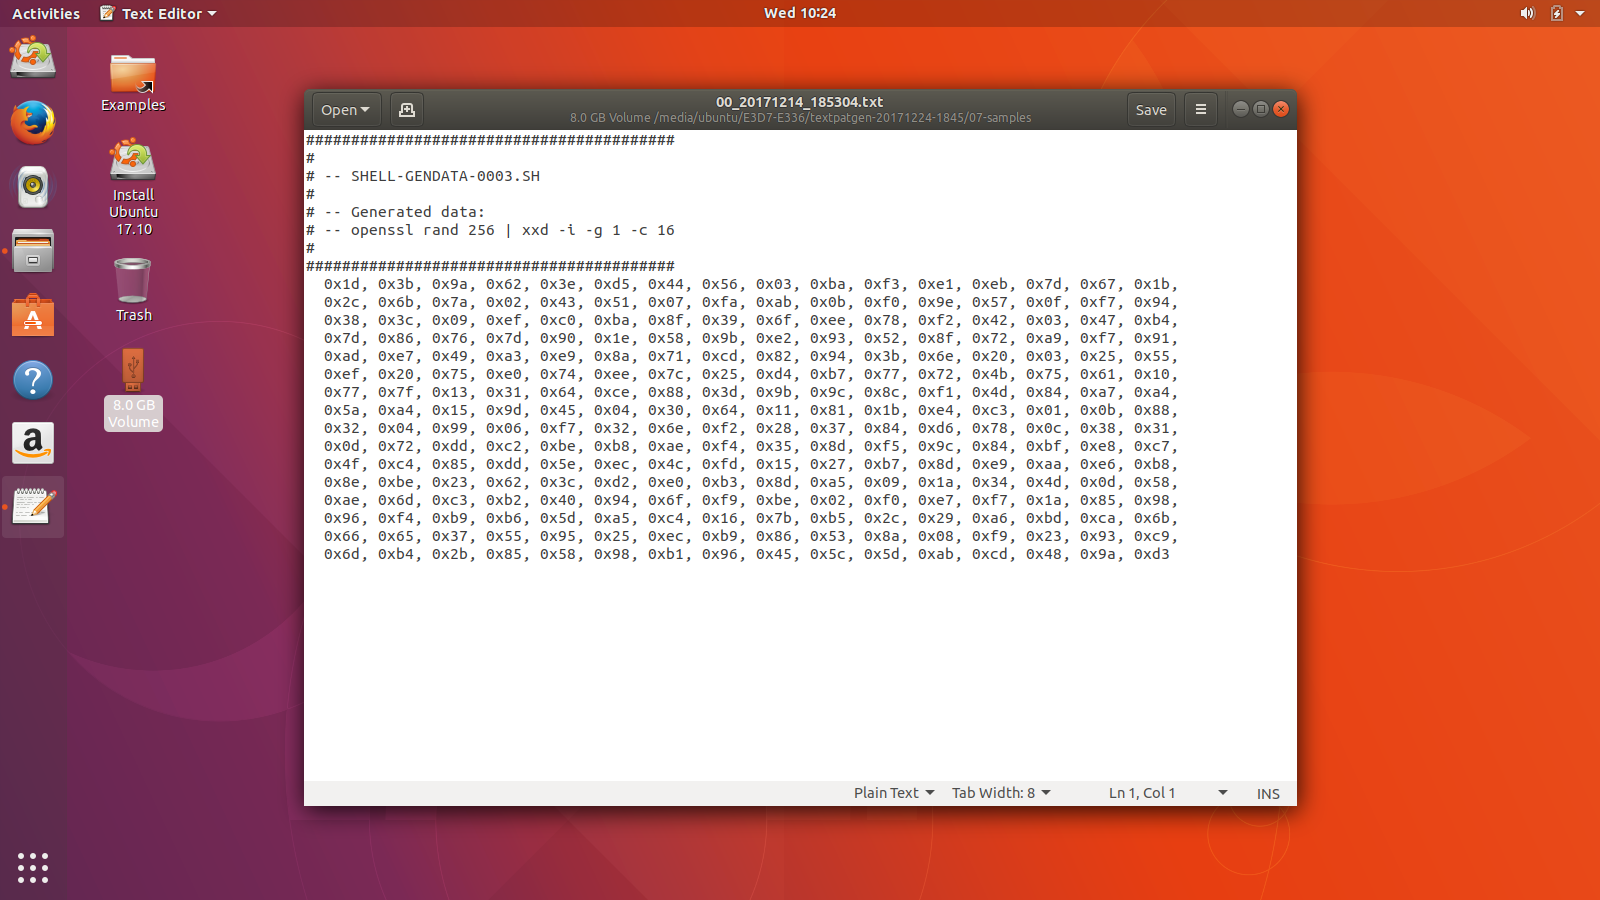 Activities Text Editor Wed 10:24
Examples
Install
Ubuntu
17.10
Trash
8.0 GB
Volume
Open 00_20171214_185304.txt Save
8.0 GB Volume /media/ubuntu/E3D7-E336/textpatgen-20171224-1845/07-samples
#########################################
#
# -- SHELL-GENDATA-0003.SH
#
# -- Generated data:
# -- openssl rand 256 | xxd -i -g 1 -c 16
#
#########################################
0x1d, 0x3b, 0x9a, 0x62, 0x3e, 0xd5, 0x44, 0x56, 0x03, 0xba, 0xf3, 0xe1, 0xeb, 0x7d, 0x67, 0x1b,
0x2c, 0x6b, 0x7a, 0x02, 0x43, 0x51, 0x07, 0xfa, 0xab, 0x0b, 0xf0, 0x9e, 0x57, 0x0f, 0xf7, 0x94,
0x38, 0x3c, 0x09, 0xef, 0xc0, 0xba, 0x8f, 0x39, 0x6f, 0xee, 0x78, 0xf2, 0x42, 0x03, 0x47, 0xb4,
0x7d, 0x86, 0x76, 0x7d, 0x90, 0x1e, 0x58, 0x9b, 0xe2, 0x93, 0x52, 0x8f, 0x72, 0xa9, 0xf7, 0x91,
0xad, 0xe7, 0x49, 0xa3, 0xe9, 0x8a, 0x71, 0xcd, 0x82, 0x94, 0x3b, 0x6e, 0x20, 0x03, 0x25, 0x55,
0xef, 0x20, 0x75, 0xe0, 0x74, 0xee, 0x7c, 0x25, 0xd4, 0xb7, 0x77, 0x72, 0x4b, 0x75, 0x61, 0x10,
0x77, 0x7f, 0x13, 0x31, 0x64, 0xce, 0x88, 0x3d, 0x9b, 0x9c, 0x8c, 0xf1, 0x4d, 0x84, 0xa7, 0xa4,
0x5a, 0xa4, 0x15, 0x9d, 0x45, 0x04, 0x30, 0x64, 0x11, 0x81, 0x1b, 0xe4, 0xc3, 0x01, 0x0b, 0x88,
0x32, 0x04, 0x99, 0x06, 0xf7, 0x32, 0x6e, 0xf2, 0x28, 0x37, 0x84, 0xd6, 0x78, 0x0c, 0x38, 0x31,
0x0d, 0x72, 0xdd, 0xc2, 0xbe, 0xb8, 0xae, 0xf4, 0x35, 0x8d, 0xf5, 0x9c, 0x84, 0xbf, 0xe8, 0xc7,
0x4f, 0xc4, 0x85, 0xdd, 0x5e, 0xec, 0x4c, 0xfd, 0x15, 0x27, 0xb7, 0x8d, 0xe9, 0xaa, 0xe6, 0xb8,
0x8e, 0xbe, 0x23, 0x62, 0x3c, 0xd2, 0xe0, 0xb3, 0x8d, 0xa5, 0x09, 0x1a, 0x34, 0x4d, 0x0d, 0x58,
0xae, 0x6d, 0xc3, 0xb2, 0x40, 0x94, 0x6f, 0xf9, 0xbe, 0x02, 0xf0, 0xe7, 0xf7, 0x1a, 0x85, 0x98,
0x96, 0xf4, 0xb9, 0xb6, 0x5d, 0xa5, 0xc4, 0x16, 0x7b, 0xb5, 0x2c, 0x29, 0xa6, 0xbd, 0xca, 0x6b,
0x66, 0x65, 0x37, 0x55, 0x95, 0x25, 0xec, 0xb9, 0x86, 0x53, 0x8a, 0x08, 0xf9, 0x23, 0x93, 0xc9,
0x6d, 0xb4, 0x2b, 0x85, 0x58, 0x98, 0xb1, 0x96, 0x45, 0x5c, 0x5d, 0xab, 0xcd, 0x48, 0x9a, 0xd3
Plain Text Tab Width: 8 Ln 1, Col 1 INS